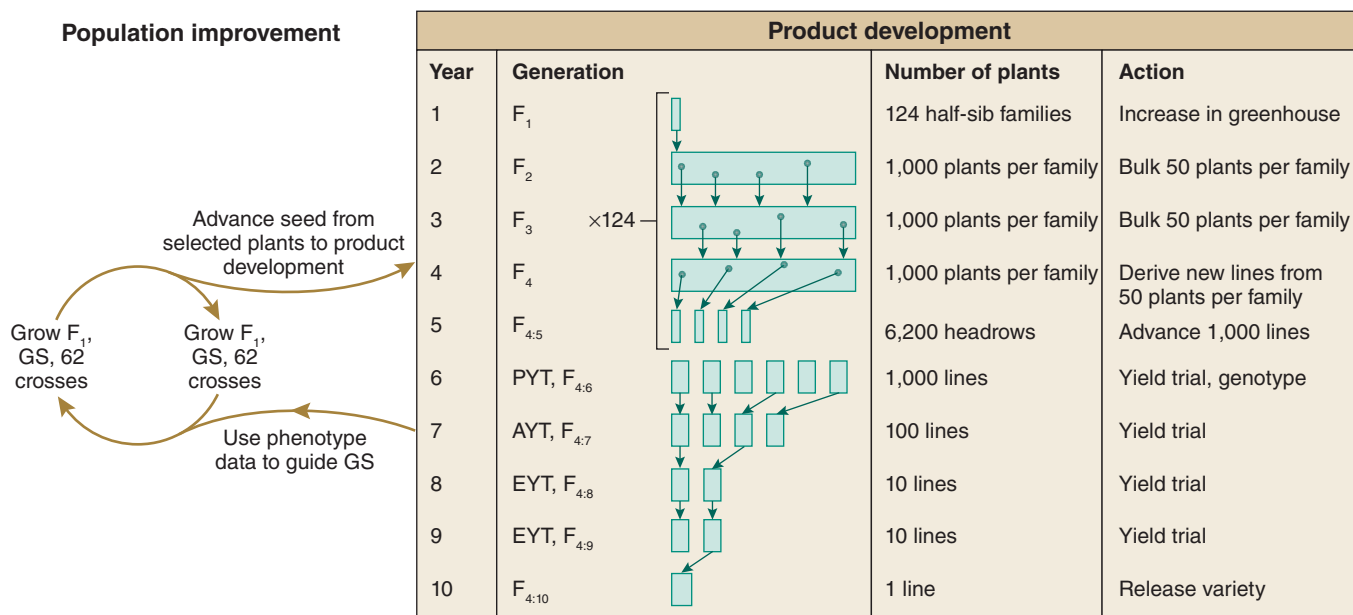 Population improvement
Product development
Year Generation Number of plants Action
1 F1 124 half-sib families Increase in greenhouse
2 F2 1,000 plants per family Bulk 50 plants per family
3 F3 ×124 1,000 plants per family Bulk 50 plants per family
4 F4 1,000 plants per family Derive new lines from
50 plants per family
5 F4:5 6,200 headrows Advance 1,000 lines
6 PYT, F4:6 1,000 lines Yield trial, genotype
7 AYT, F4:7 100 lines Yield trial
8 EYT, F4:8 10 lines Yield trial
9 EYT, F4:9 10 lines Yield trial
10 F4:10 1 line Release variety
Advance seed from
selected plants to product
development
Grow F1,
GS, 62
crosses
Grow F1,
GS, 62
crosses
Use phenotype
data to guide GS